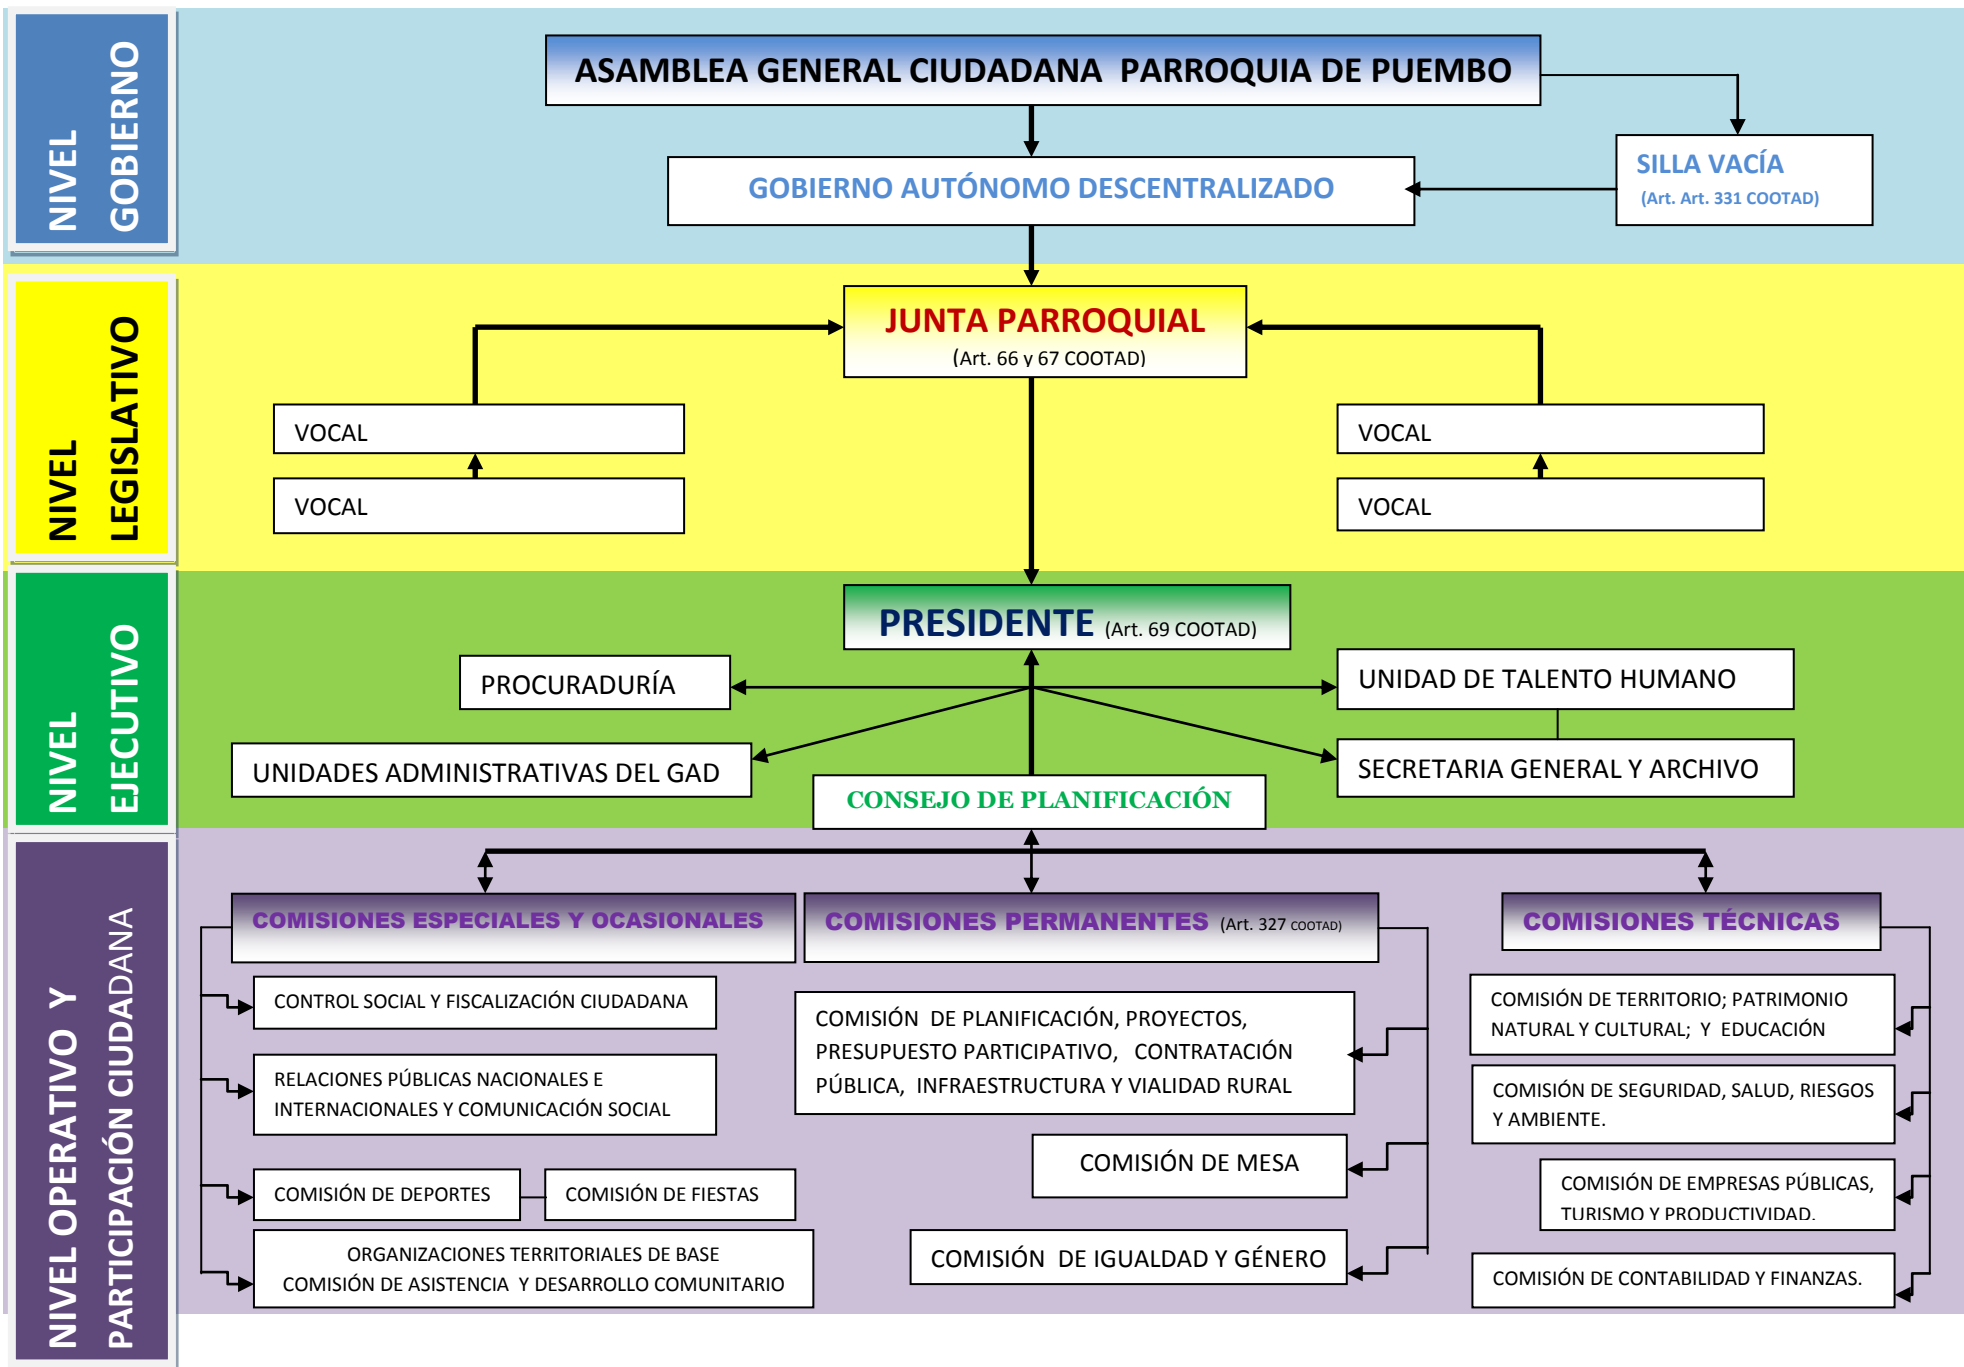 NIVEL
GOBIERNO
ASAMBLEA GENERAL CIUDADANA PARROQUIA DE PUEMBO
GOBIERNO AUTÓNOMO DESCENTRALIZADO
SILLA VACÍA
(Art. Art. 331 COOTAD)
NIVEL
LEGISLATIVO
JUNTA PARROQUIAL
(Art. 66 y 67 COOTAD)
VOCAL
VOCAL
VOCAL
VOCAL
NIVEL
EJECUTIVO
PRESIDENTE (Art. 69 COOTAD)
PROCURADURÍA
UNIDAD DE TALENTO HUMANO
UNIDADES ADMINISTRATIVAS DEL GAD
SECRETARIA GENERAL Y ARCHIVO
CONSEJO DE PLANIFICACIÓN
NIVEL OPERATIVO Y
PARTICIPACIÓN CIUDADANA
COMISIONES ESPECIALES Y OCASIONALES
CONTROL SOCIAL Y FISCALIZACIÓN CIUDADANA
RELACIONES PÚBLICAS NACIONALES E
INTERNACIONALES Y COMUNICACIÓN SOCIAL
COMISIÓN DE DEPORTES
COMISIÓN DE FIESTAS
ORGANIZACIONES TERRITORIALES DE BASE
COMISIÓN DE ASISTENCIA Y DESARROLLO COMUNITARIO
COMISIONES PERMANENTES (Art. 327 COOTAD)
COMISIÓN DE PLANIFICACIÓN, PROYECTOS,
PRESUPUESTO PARTICIPATIVO, CONTRATACIÓN
PÚBLICA, INFRAESTRUCTURA Y VIALIDAD RURAL
COMISIÓN DE MESA
COMISIÓN DE IGUALDAD Y GÉNERO
COMISIONES TÉCNICAS
COMISIÓN DE TERRITORIO; PATRIMONIO
NATURAL Y CULTURAL; Y EDUCACIÓN
COMISIÓN DE SEGURIDAD, SALUD, RIESGOS
Y AMBIENTE.
COMISIÓN DE EMPRESAS PÚBLICAS,
TURISMO Y PRODUCTIVIDAD.
COMISIÓN DE CONTABILIDAD Y FINANZAS.